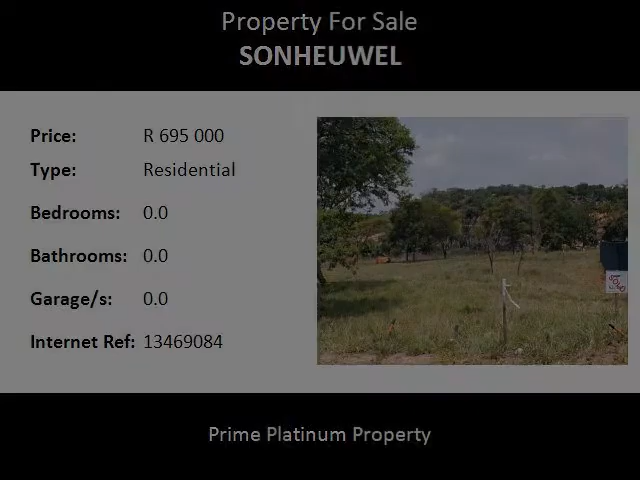 Property For Sale
SONHEUWEL
Price: R 695 000
Type: Residential
Bedrooms: 0.0
Bathrooms: 0.0
Garage/s: 0.0
Internet Ref: 13469084
Prime Platinum Property